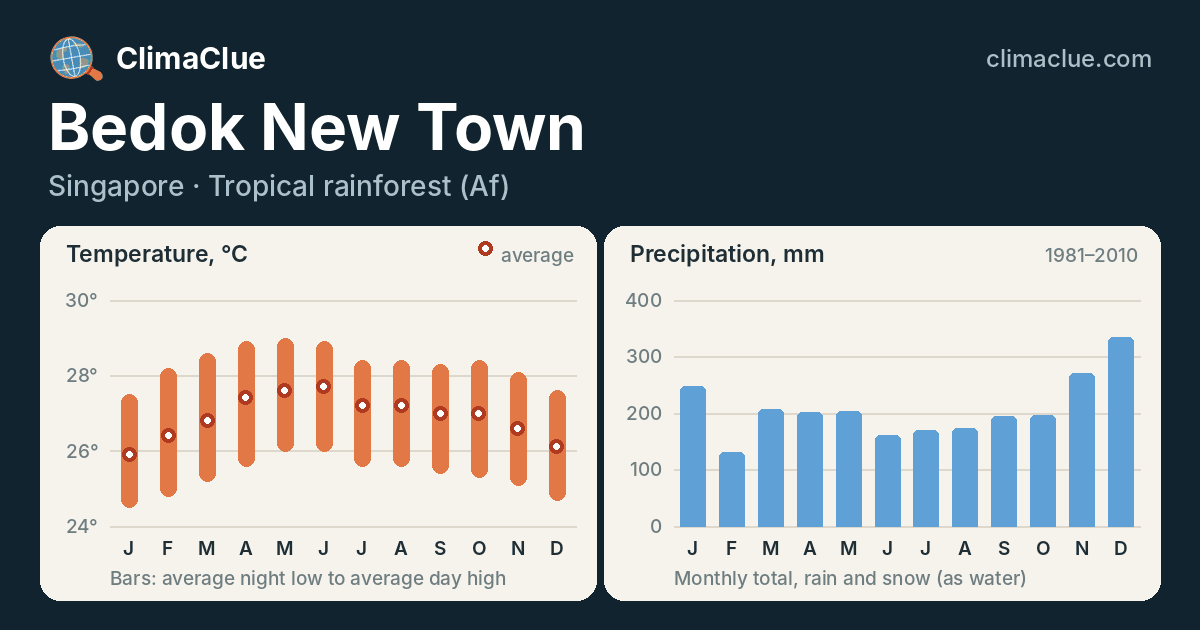 ClimaClue
climaclue.com
Bedok New Town
Singapore · Tropical rainforest (Af)
Temperature, °C
average
30°
28°
26°
24°
J F M A M J J A S O N D
Bars: average night low to average day high
Precipitation, mm
1981–2010
400
300
200
100
0
J F M A M J J A S O N D
Monthly total, rain and snow (as water)